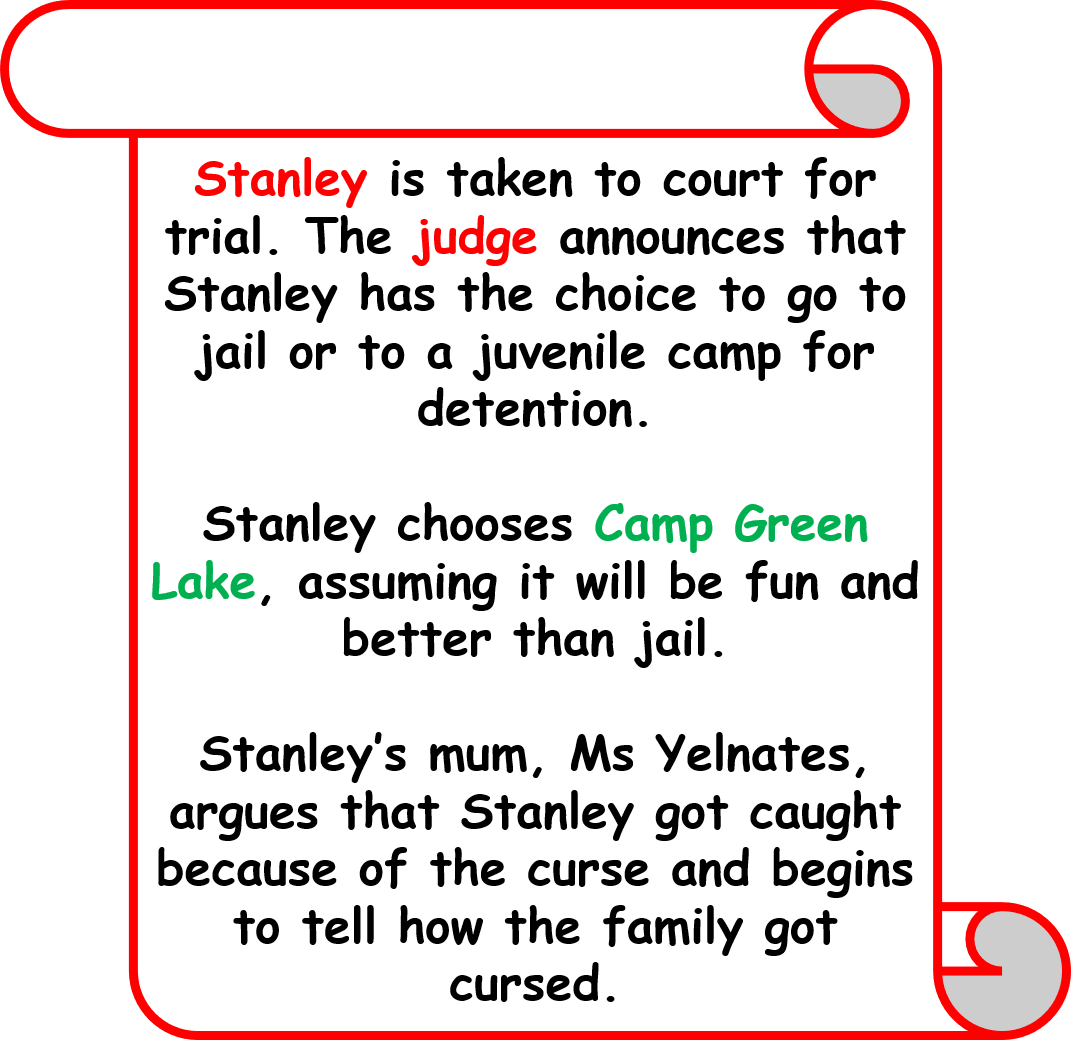 Stanley is taken to court for
trial. The judge announces that
Stanley has the choice to go to
jail or to a juvenile camp for
detention.
Stanley chooses Camp Green
Lake, assuming it will be fun and
better than jail.
Stanley’s mum, Ms Yelnates,
argues that Stanley got caught
because of the curse and begins
to tell how the family got
cursed.